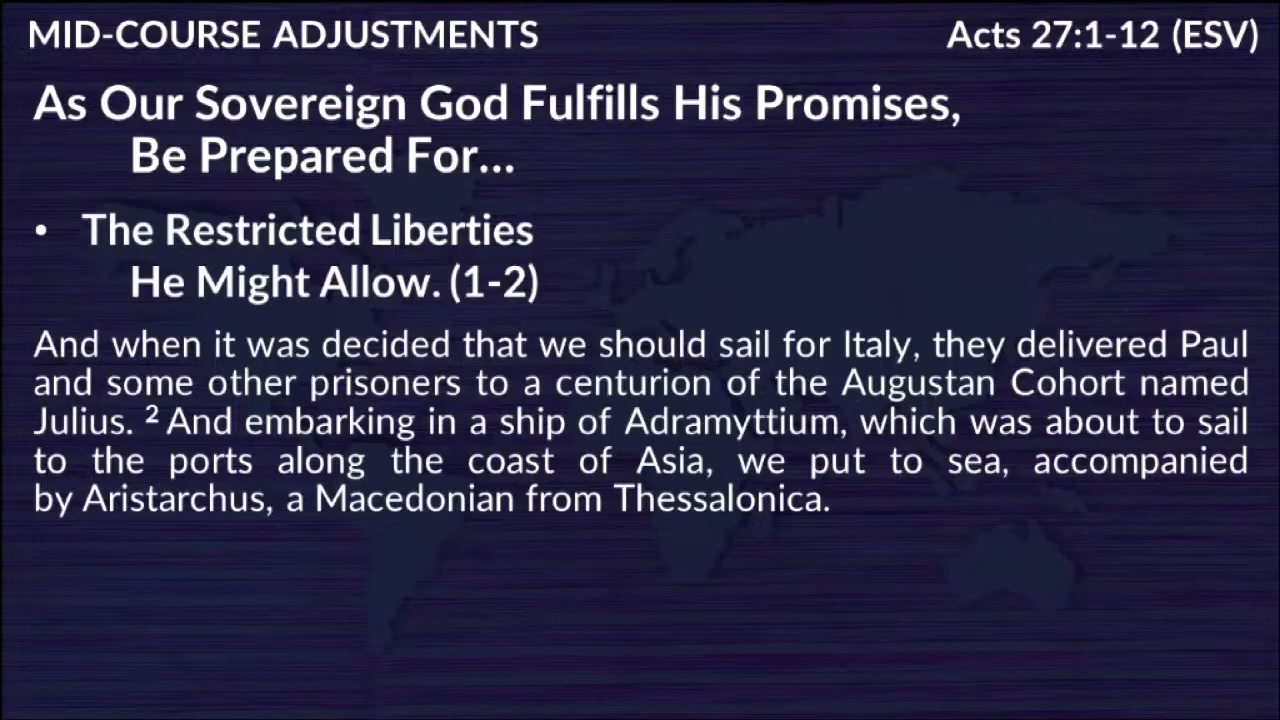 MID-COURSE ADJUSTMENTS Acts 27:1-12 (ESV)
As Our Sovereign God Fulfills His Promises,
Be Prepared For...
• The Restricted Liberties
He Might Allow. (1-2)
And when it was decided that we should sail for Italy, they delivered Paul
and some other prisoners to a centurion of the Augustan Cohort named
Julius. ² And embarking in a ship of Adramyttium, which was about to sail
to the ports along the coast of Asia, we put to sea, accompanied
by Aristarchus, a Macedonian from Thessalonica.